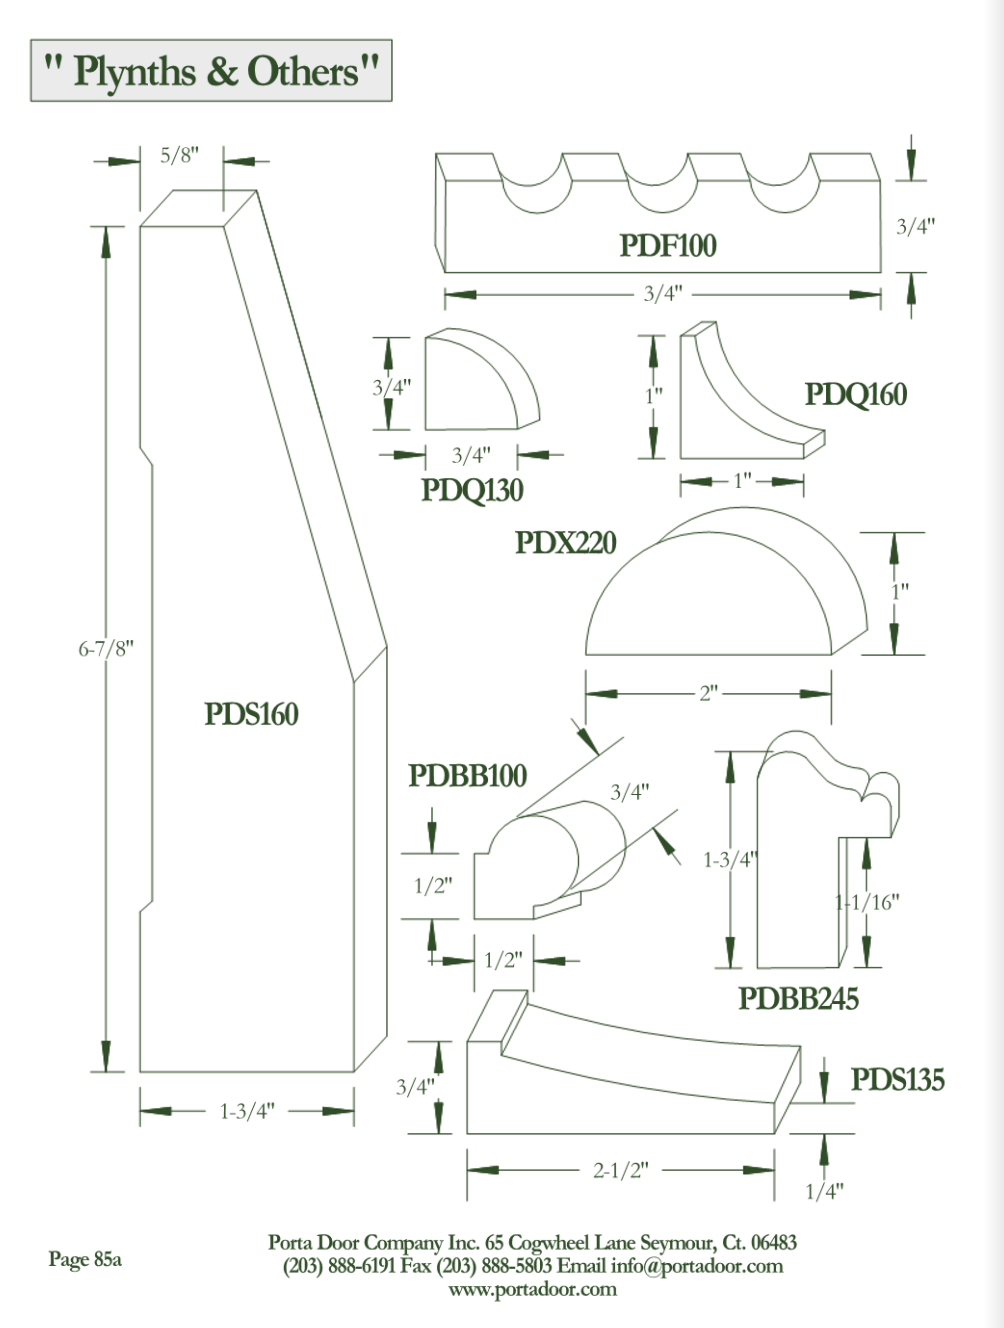 " Plynths & Others"
5/8"
3/4"
PDF100
3/4"
3/4"
3/4"
PDQ130
1"
PDQ160
1"
PDX220
1"
2"
6-7/8"
PDS160
1-3/4"
PDBB100
3/4"
1/2"
1/2"
1-3/4"
1-1/16"
PDBB245
3/4"
PDS135
2-1/2"
1/4"
Page 85a
Porta Door Company Inc. 65 Cogwheel Lane Seymour, Ct. 06483
(203) 888-6191 Fax (203) 888-5803 Email info@portadoor.com
www.portadoor.com